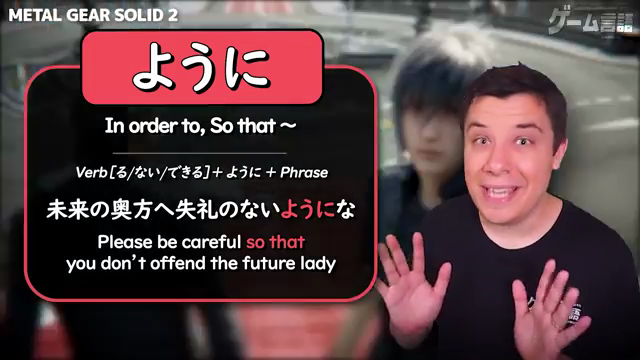 METAL GEAR SOLID 2
ゲーム言語
ように
In order to, So that ～
Verb [る/ない/できる] + ように + Phrase
未来の奥方へ失礼のないようにな
Please be careful so that
you don't offend the future lady